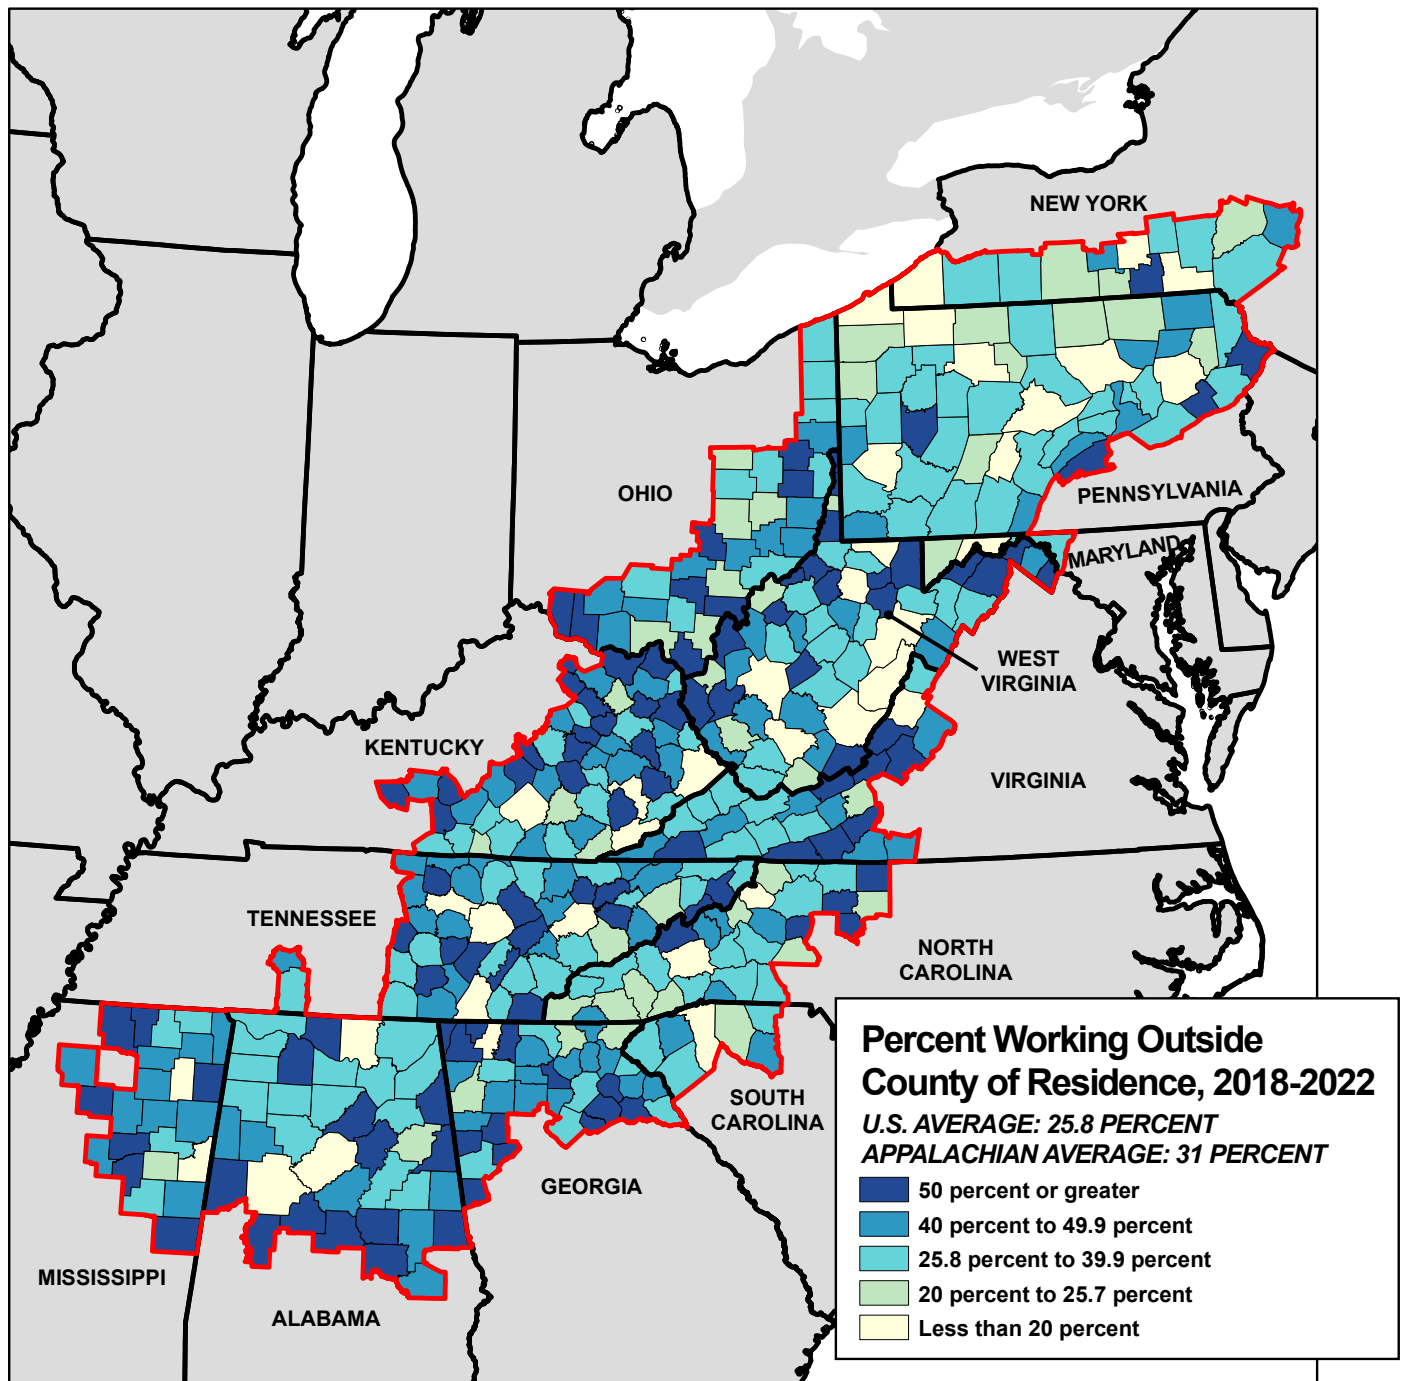 NEW YORK
OHIO
PENNSYLVANIA
MARYLAND
WEST
VIRGINIA
KENTUCKY
VIRGINIA
TENNESSEE
NORTH
CAROLINA
SOUTH
CAROLINA
GEORGIA
MISSISSIPPI
ALABAMA
Percent Working Outside
County of Residence, 2018-2022
U.S. AVERAGE: 25.8 PERCENT
APPALACHIAN AVERAGE: 31 PERCENT
50 percent or greater
40 percent to 49.9 percent
25.8 percent to 39.9 percent
20 percent to 25.7 percent
Less than 20 percent